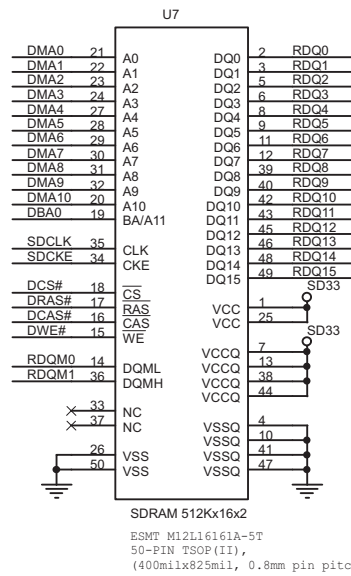 U7
DMA0 21 A0 DQ0 2 RDQ0
DMA1 22 A1 DQ1 3 RDQ1
DMA2 23 A2 DQ2 5 RDQ2
DMA3 24 A3 DQ3 6 RDQ3
DMA4 27 A4 DQ4 8 RDQ4
DMA5 28 A5 DQ5 9 RDQ5
DMA6 29 A6 DQ6 11 RDQ6
DMA7 30 A7 DQ7 12 RDQ7
DMA8 31 A8 DQ8 39 RDQ8
DMA9 32 A9 DQ9 40 RDQ9
DMA10 20 A10 DQ10 42 RDQ10
DBA0 19 BA/A11 DQ11 43 RDQ11
DQ12 45 RDQ12
SDCLK 35 CLK DQ13 46 RDQ13
SDCKE 34 CKE DQ14 48 RDQ14
DQ15 49 RDQ15
SD33
DCS# 18 CS
DRAS# 17 RAS VCC 1
DCAS# 16 CAS VCC 25
DWE# 15 WE SD33
VCCQ 7
RDQM0 14 DQML VCCQ 13
RDQM1 36 DQMH VCCQ 38
VCCQ 44
33 NC
37 NC VSSQ 4
VSSQ 10
26 VSS VSSQ 41
50 VSS VSSQ 47
SDRAM 512Kx16x2
ESMT M12L16161A-5T
50-PIN TSOP(II),
(400milx825mil, 0.8mm pin pitc